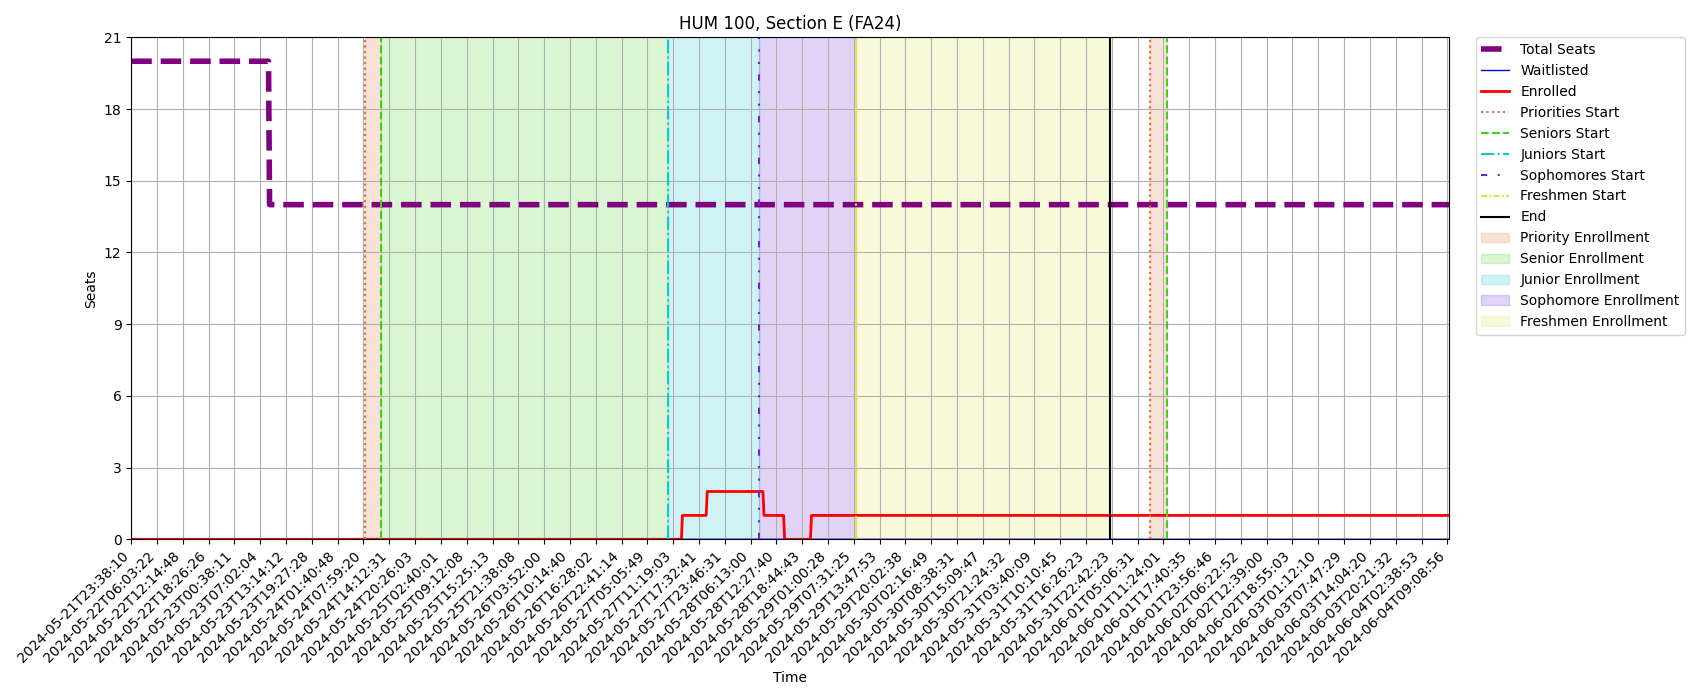 HUM 100, Section E (FA24)
21
18
15
12
9
6
3
0
Seats
2024-05-21T23:38:10
2024-05-22T06:03:22
2024-05-22T12:14:48
2024-05-22T18:26:26
2024-05-23T00:38:11
2024-05-23T07:02:04
2024-05-23T13:14:12
2024-05-23T19:27:28
2024-05-24T01:40:48
2024-05-24T07:59:20
2024-05-24T14:12:31
2024-05-24T20:26:03
2024-05-25T02:40:01
2024-05-25T09:12:08
2024-05-25T15:25:13
2024-05-25T21:38:08
2024-05-26T03:52:00
2024-05-26T10:14:40
2024-05-26T16:28:02
2024-05-26T22:41:14
2024-05-27T05:05:49
2024-05-27T11:19:03
2024-05-27T17:32:41
2024-05-27T23:46:31
2024-05-28T06:13:00
2024-05-28T12:27:40
2024-05-28T18:44:43
2024-05-29T01:00:28
2024-05-29T07:31:25
2024-05-29T13:47:53
2024-05-29T20:02:38
2024-05-30T02:16:49
2024-05-30T08:38:31
2024-05-30T15:09:47
2024-05-30T21:24:32
2024-05-31T03:40:09
2024-05-31T10:10:45
2024-05-31T16:26:23
2024-05-31T22:42:23
2024-06-01T05:06:31
2024-06-01T11:24:01
2024-06-01T17:40:35
2024-06-01T23:56:46
2024-06-02T06:22:52
2024-06-02T12:39:00
2024-06-02T18:55:03
2024-06-03T01:12:10
2024-06-03T07:47:29
2024-06-03T14:04:20
2024-06-03T20:21:32
2024-06-04T02:38:53
2024-06-04T09:08:56
Time
Total Seats
Waitlisted
Enrolled
Priorities Start
Seniors Start
Juniors Start
Sophomores Start
Freshmen Start
End
Priority Enrollment
Senior Enrollment
Junior Enrollment
Sophomore Enrollment
Freshmen Enrollment